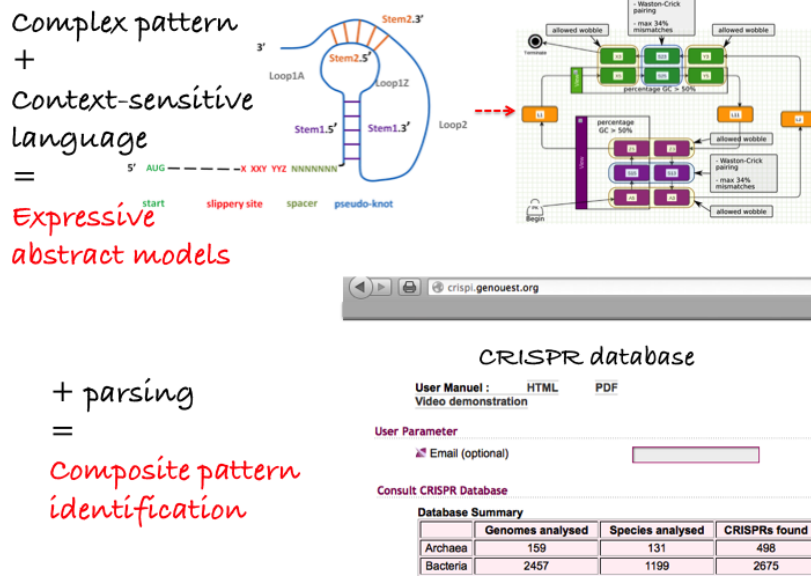 Complex pattern
+
Context-sensitive
language
=
Expressive
abstract models
3'
Stem2.3'
Stem2.5'
Loop1A
Loop1Z
Stem1.5'
Stem1.3'
Loop2
5' AUG X XXY YYZ NNNNNNN
start slippery site spacer pseudo-knot
- Waston-Crick
pairing
- max 34%
mismatches
allowed wobble
allowed wobble
Terminate
percentage GC > 50%
percentage
GC > 50%
allowed wobble
- Waston-Crick
pairing
- max 34%
mismatches
allowed wobble
Begin
crispi.genouest.org
+ parsing
=
Composite pattern
identification
CRISPR database
User Manuel : HTML PDF
Video demonstration
User Parameter
Email (optional)
Consult CRISPR Database
Database Summary
Genomes analysed Species analysed CRISPRs found
Archaea 159 131 498
Bacteria 2457 1199 2675